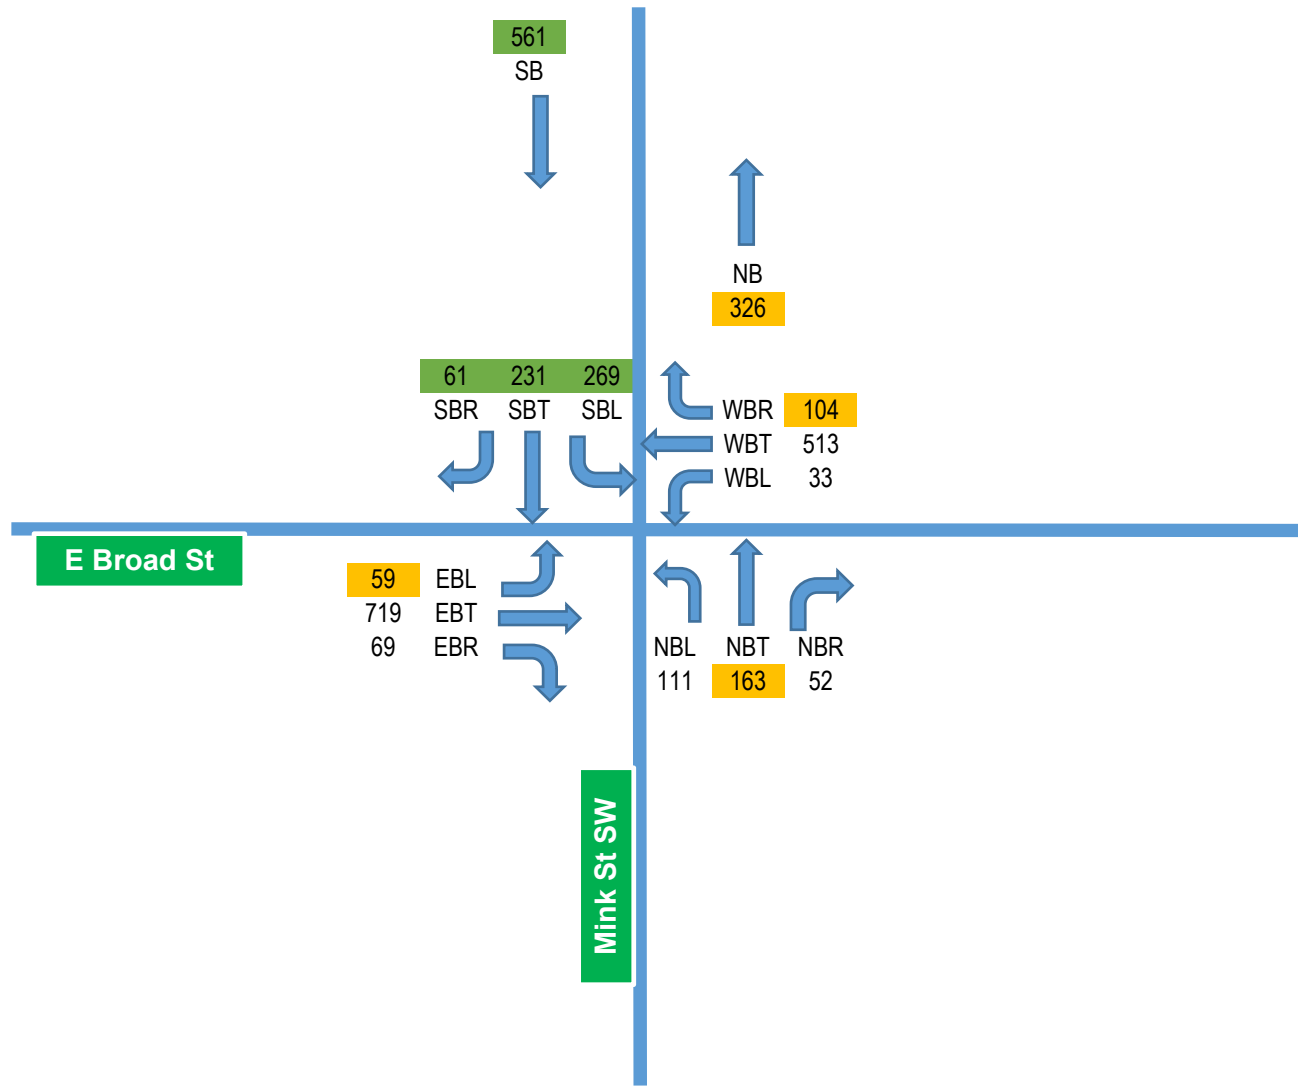 561
SB
NB
326
61 231 269
SBR SBT SBL
WBR 104
WBT 513
WBL 33
E Broad St
59 EBL
719 EBT
69 EBR
NBL NBT NBR
111 163 52
Mink St SW